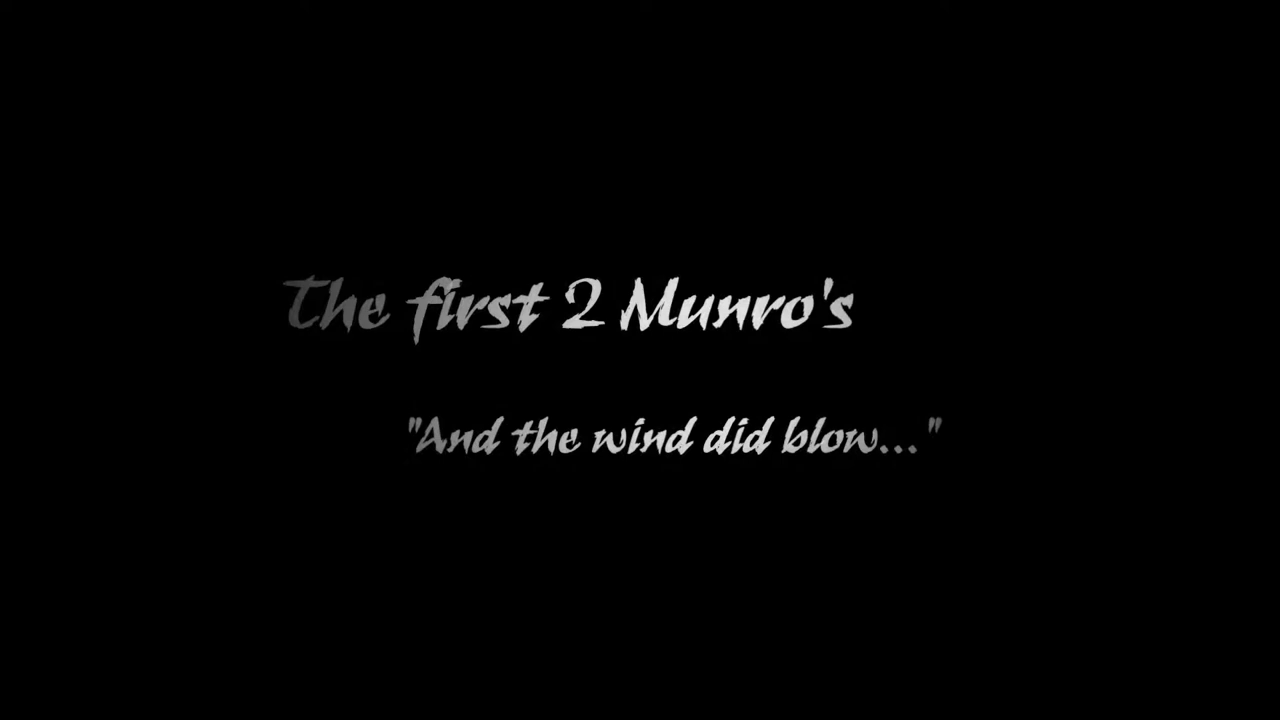 The first 2 Munro's
"And the wind did blow..."